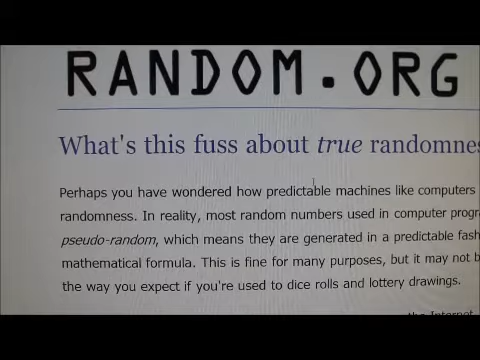 RANDOM.ORG
What's this fuss about true
Perhaps you have wondered how predictable machines like computers
randomness. In reality, most random numbers used in computer
pseudo-random, which means they are generated in a predictable
mathematical formula. This is fine for many purposes, but it may not
the way you expect if you're used to dice rolls and lottery drawings.
the Internet